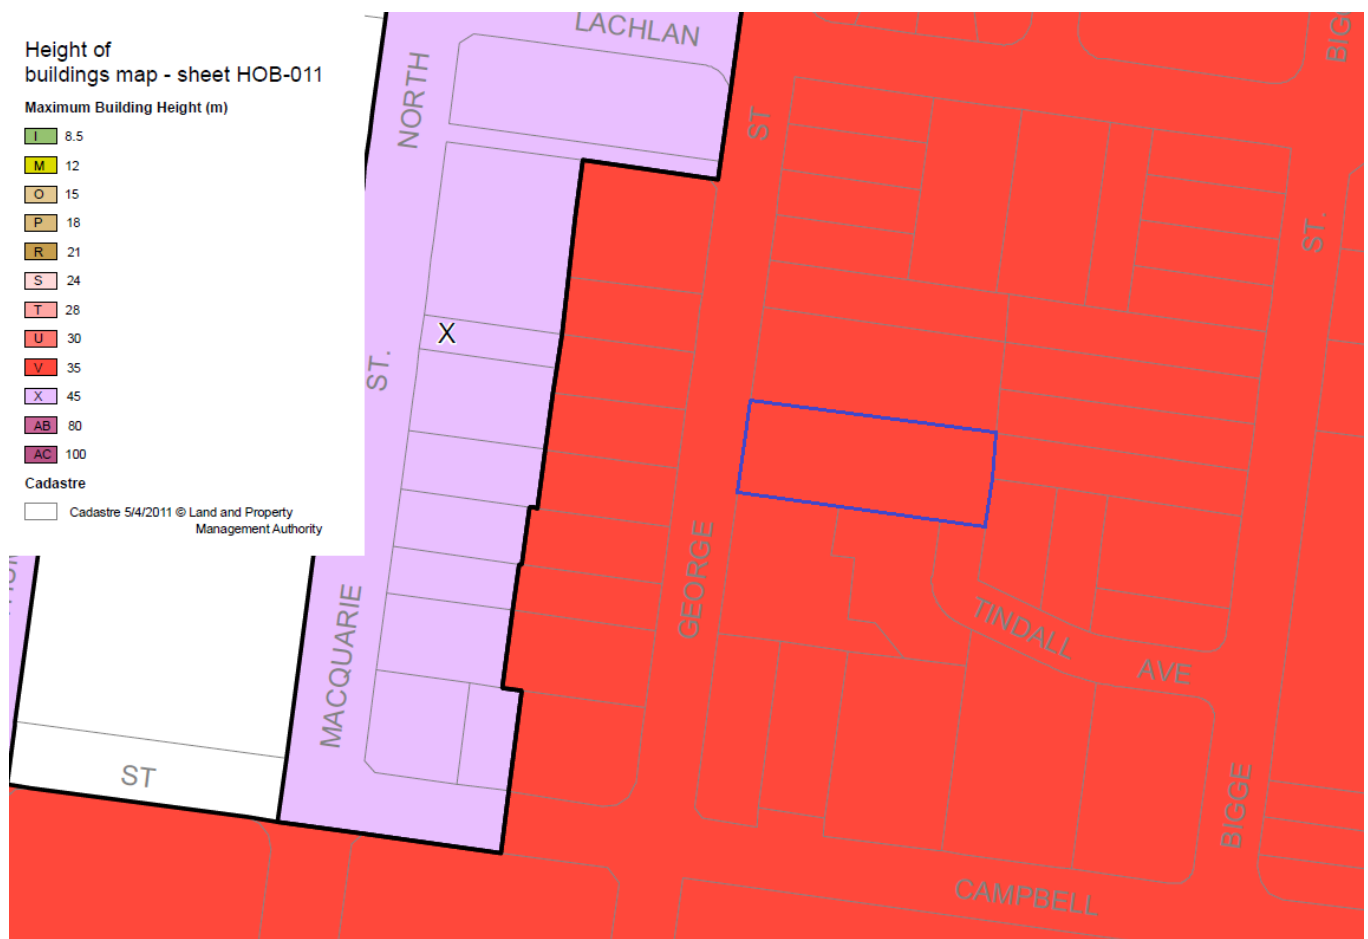 Height of
buildings map - sheet HOB-011
Maximum Building Height (m)
I 8.5
M 12
O 15
P 18
R 21
S 24
T 28
U 30
V 35
X 45
AB 80
AC 100
Cadastre
Cadastre 5/4/2011 © Land and Property
Management Authority
LACHLAN
NORTH
ST
BIGG
ST.
X
ST.
GEORGE
MACQUARIE
TINDALL
AVE
ST
BIGGE
CAMPBELL